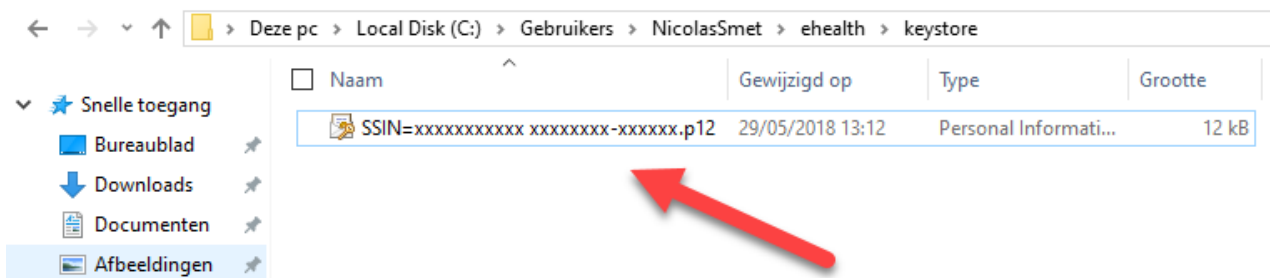 Deze pc > Local Disk (C:) > Gebruikers > NicolasSmet > ehealth > keystore
Naam Gewijzigd op Type Grootte
Snelle toegang
SSIN=xxxxxxxxxxx xxxxxxxx-xxxxxx.p12 29/05/2018 13:12 Personal Informati... 12 kB
Bureaublad
Downloads
Documenten
Afbeeldingen